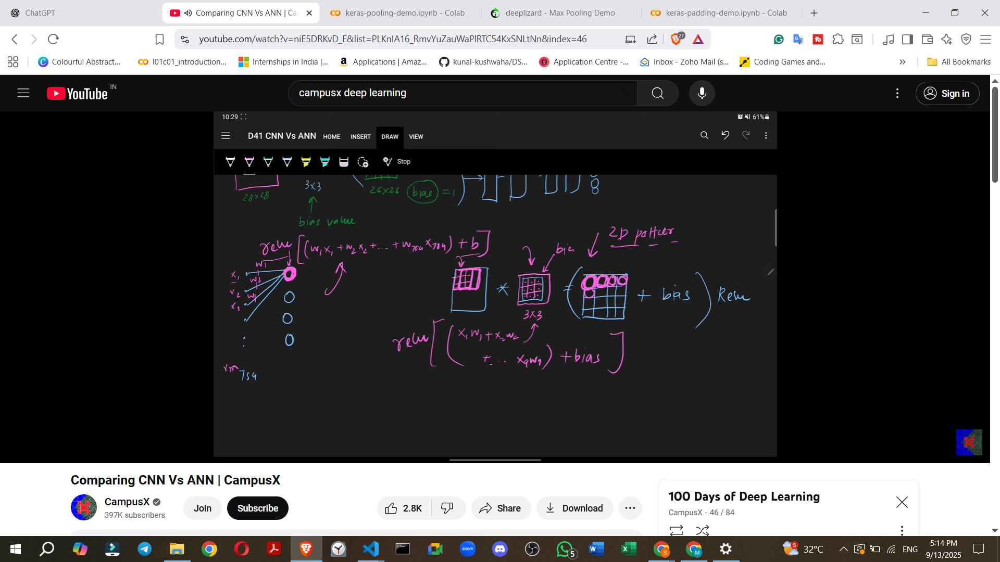 ChatGPT
Comparing CNN Vs ANN | Ca
keras-pooling-demo.ipynb - Colab
deeplizard - Max Pooling Demo
keras-padding-demo.ipynb - Colab
youtube.com/watch?v=niE5DRKvD_E&list=PLKnIA16_RmvYuZauWaPlRTC54KxSNLtNn&index=46
27
Colourful Abstract...
l01c01_introduction...
Internships in India |...
Applications | Amaz...
kunal-kushwaha/DS...
Application Centre -...
Inbox - Zoho Mail (s...
Coding Games and...
All Bookmarks
YouTube IN
campusx deep learning
Sign in
10:29
61%
D41 CNN Vs ANN
HOME
INSERT
DRAW
VIEW
Stop
28x28
3x3
26x26
bias = 1
bias value
relu [(w1x1 + w2x2 + ... + w784x784) + b]
2D patter
bia
x1
w1
x2
w2
x3
* = ( + bias ) Relu
3x3
relu [(x1w1 + x2w2
+ ... x9w9) + bias]
784
Comparing CNN Vs ANN | CampusX
CampusX
397K subscribers
Join
Subscribe
2.8K
Share
Download
100 Days of Deep Learning
CampusX - 46 / 84
zoom
5
5
32°C
ENG
5:14 PM
9/13/2025